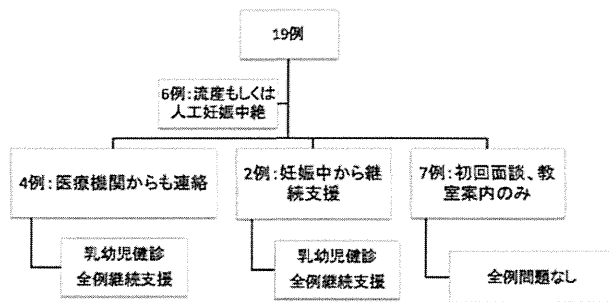 19例
6例：流産もしくは
人工妊娠中絶
4例：医療機関からも連絡
2例：妊娠中から継
続支援
7例：初回面談、教
室案内のみ
乳幼児健診
全例継続支援
乳幼児健診
全例継続支援
全例問題なし